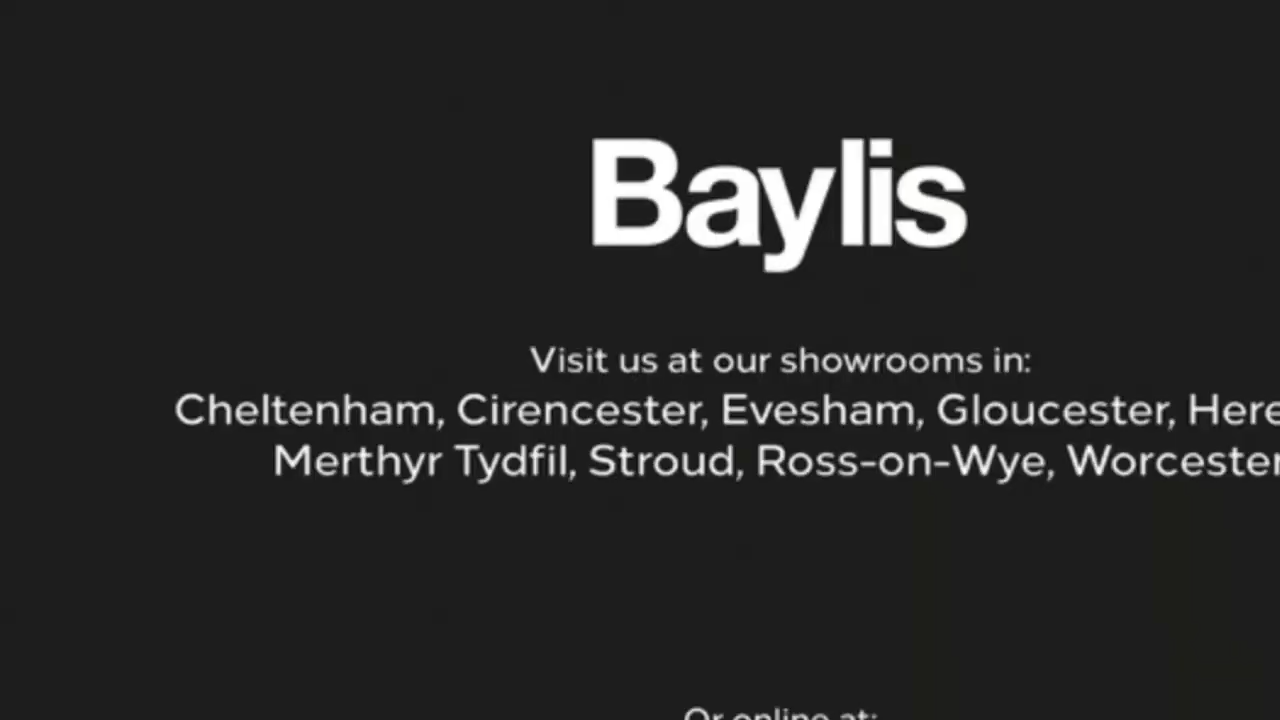 Baylis
Visit us at our showrooms in:
Cheltenham, Cirencester, Evesham, Gloucester,
Merthyr Tydfil, Stroud, Ross-on-Wye, Worcester
Or online at: